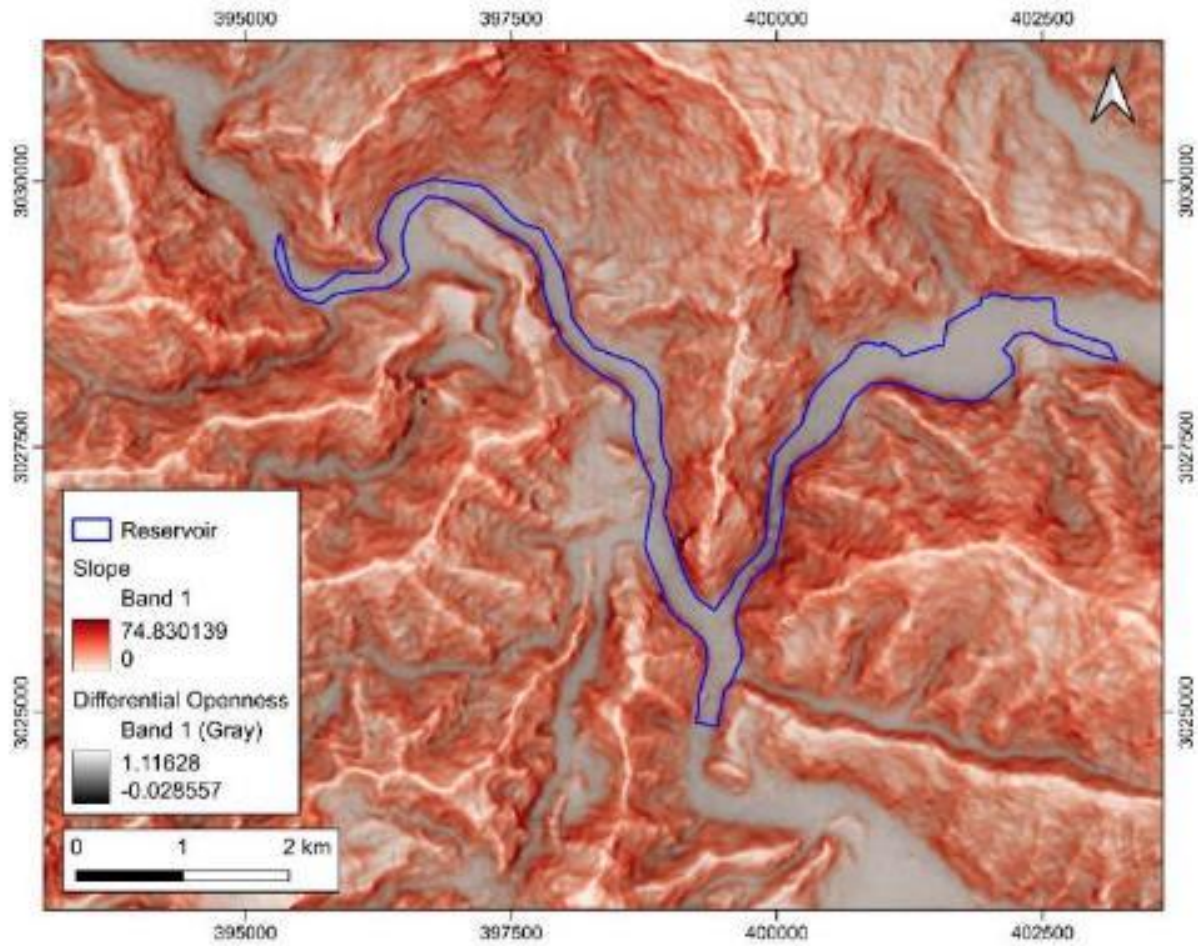 395000 397500 400000 402500
3030000 3030000
3027500 3027500
Reservoir
Slope
Band 1
74.830139
0
Differential Openness
Band 1 (Gray)
1.11628
-0.028557
3025000 3025000
0 1 2 km
395000 397500 400000 402500